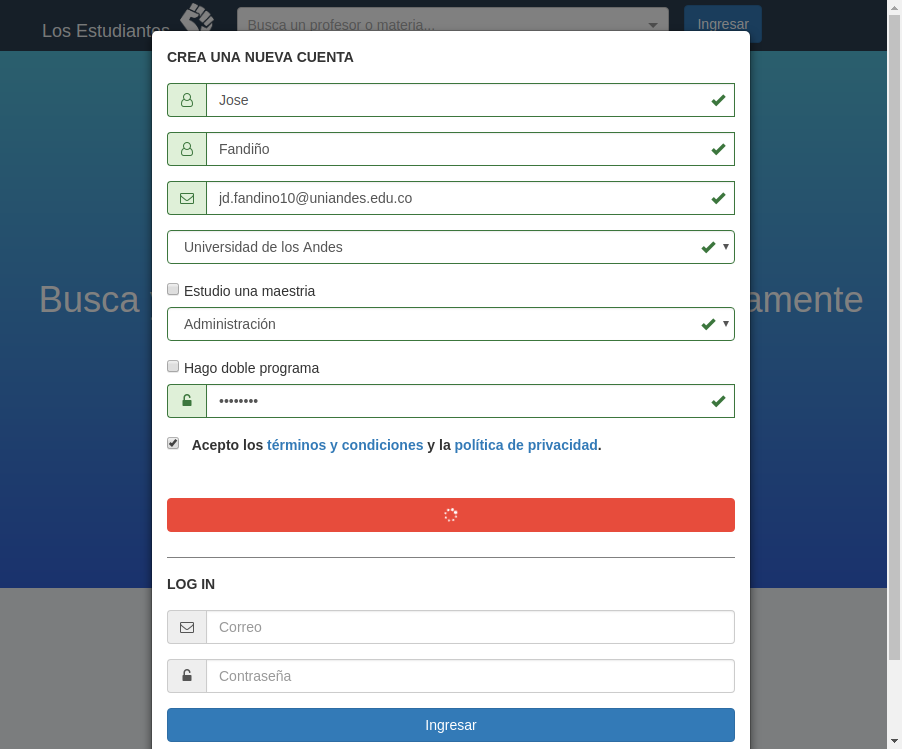 Los Estudiantes
Busca un profesor o materia...
Ingresar
CREA UNA NUEVA CUENTA
Jose
Fandiño
jd.fandino10@uniandes.edu.co
Universidad de los Andes
Estudio una maestria
Busca
amente
Administración
Hago doble programa
••••••••
Acepto los términos y condiciones y la política de privacidad.
LOG IN
Correo
Contraseña
Ingresar